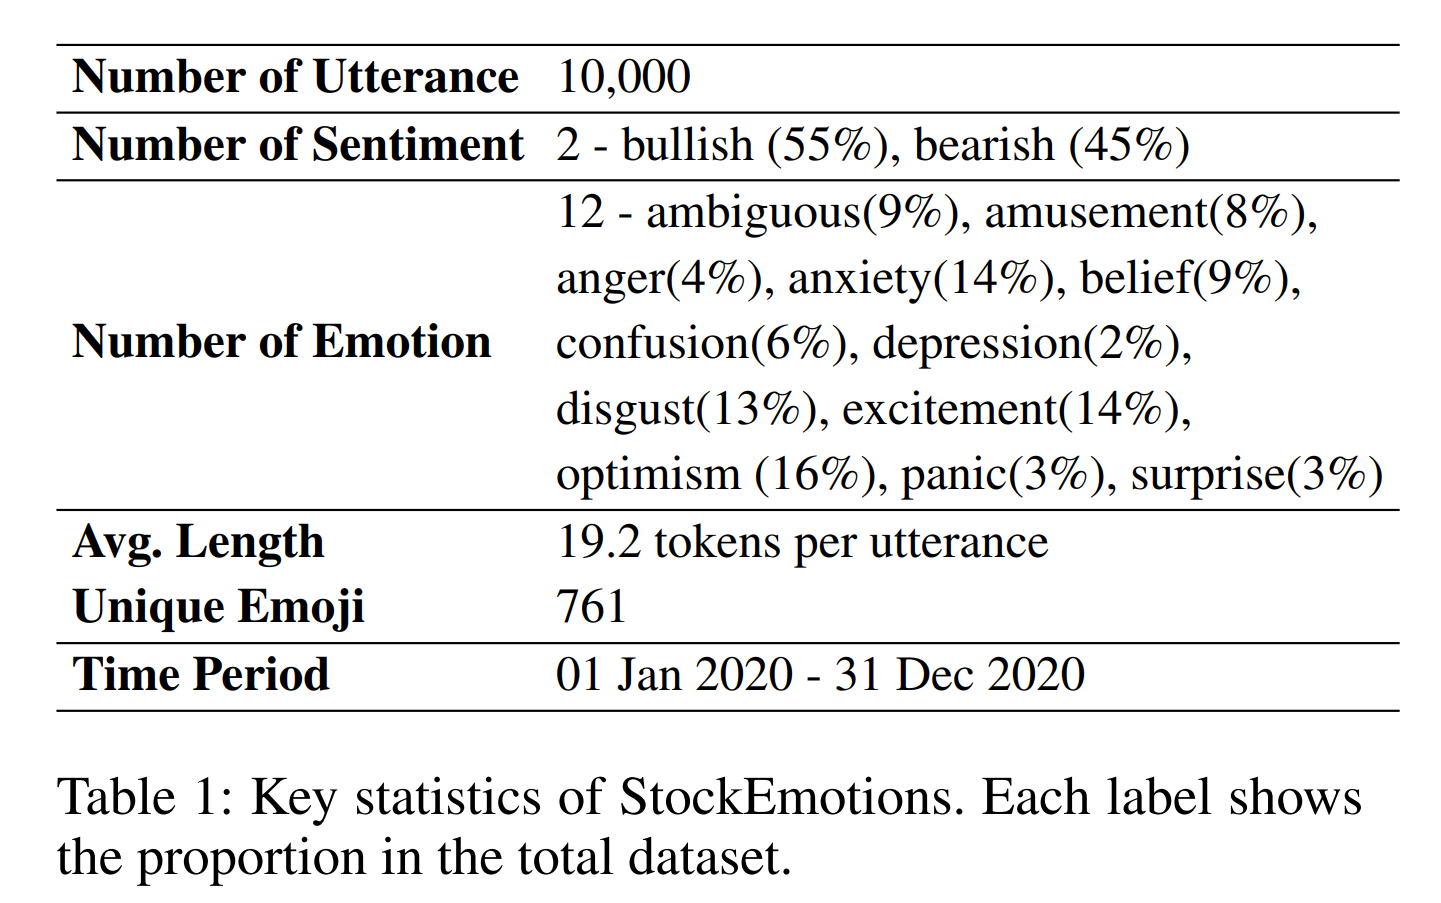 Number of Utterance 10,000
Number of Sentiment 2 - bullish (55%), bearish (45%)
Number of Emotion 12 - ambiguous(9%), amusement(8%),
anger(4%), anxiety(14%), belief(9%),
confusion(6%), depression(2%),
disgust(13%), excitement(14%),
optimism (16%), panic(3%), surprise(3%)
Avg. Length 19.2 tokens per utterance
Unique Emoji 761
Time Period 01 Jan 2020 - 31 Dec 2020
Table 1: Key statistics of StockEmotions. Each label shows
the proportion in the total dataset.